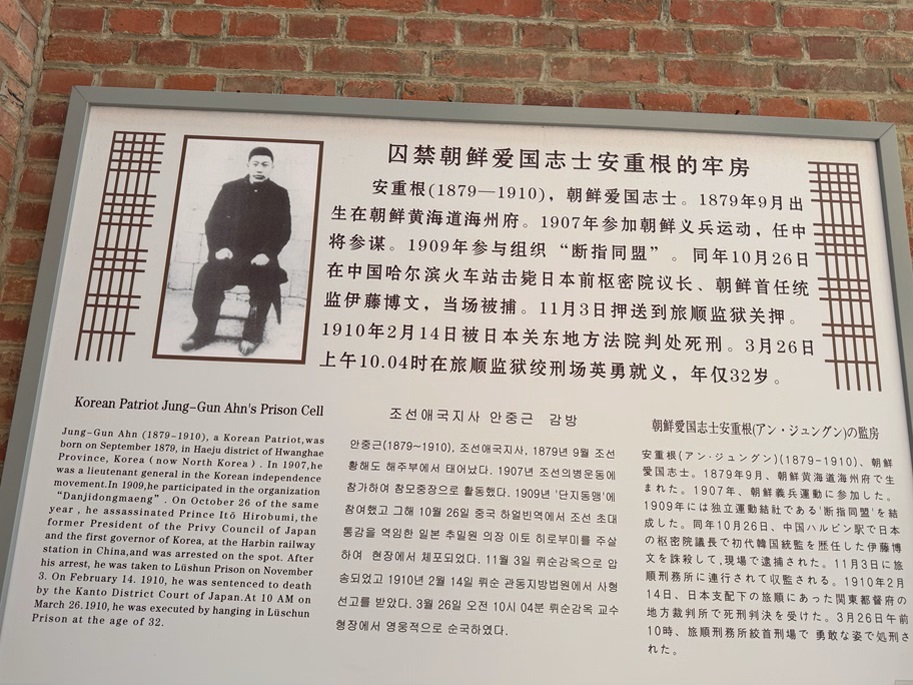 囚禁朝鲜爱国志士安重根的牢房
安重根(1879—1910)，朝鲜爱国志士。1879年9月出
生在朝鲜黄海道海州府。1907年参加朝鲜义兵运动，任中
将参谋。1909年参与组织“断指同盟”。同年10月26日
在中国哈尔滨火车站击毙日本前枢密院议长、朝鲜首任统
监伊藤博文，当场被捕。11月3日押送到旅顺监狱关押。
1910年2月14日被日本关东地方法院判处死刑。3月26日
上午10.04时在旅顺监狱绞刑场英勇就义，年仅32岁。
Korean Patriot Jung-Gun Ahn's Prison Cell
Jung-Gun Ahn (1879-1910), a Korean Patriot,was
born on September 1879, in Haeju district of Hwanghae
Province, Korea ( now North Korea ) . In 1907,he
was a lieutenant general in the Korean independence
movement.In 1909,he participated in the organization
"Danjidongmaeng" . On October 26 of the same
year , he assassinated Prince Itō Hirobumi, the
former President of the Privy Council of Japan
and the first governor of Korea, at the Harbin railway
station in China,and was arrested on the spot. After
his arrest, he was taken to Lüshun Prison on November
3. On February 14. 1910, he was sentenced to death
by the Kanto District Court of Japan.At 10 AM on
March 26.1910, he was executed by hanging in Lüschun
Prison at the age of 32.
조선애국지사 안중근 감방
안중근(1879~1910), 조선애국지사, 1879년 9월 조선
황해도 해주부에서 태어났다. 1907년 조선의병운동에
참가하여 참모중장으로 활동했다. 1909년 '단지동맹'에
참여했고 그해 10월 26일 중국 하얼빈역에서 조선 초대
통감을 역임한 일본 추밀원 의장 이토 히로부미를 주살
하여 현장에서 체포되었다. 11월 3일 뤼순감옥으로 압
송되었고 1910년 2월 14일 뤼순 관동지방법원에서 사형
선고를 받았다. 3월 26일 오전 10시 04분 뤼순감옥 교수
형장에서 영웅적으로 순국하였다.
朝鮮愛国志士安重根(アン・ジュングン)の監房
安重根(アン·ジュングン)(1879-1910)、朝鮮
愛国志士。1879年9月、朝鮮黄海道海州府で生
まれた。1907年、朝鮮義兵運動に参加した。
1909年には独立運動結社である'断指同盟'を結
成した。同年10月26日、中国ハルビン駅で日本
の枢密院議長で初代韓国統監を歴任した伊藤博
文を誅殺して,現場で逮捕された。11月3日に旅
順刑務所に連行されて収監される。1910年2月
14日、日本支配下の旅順にあった関東都督府の
地方裁判所で死刑判決を受けた。3月26日午前
10時、旅順刑務所絞首刑場で 勇敢な姿で処刑さ
れた。